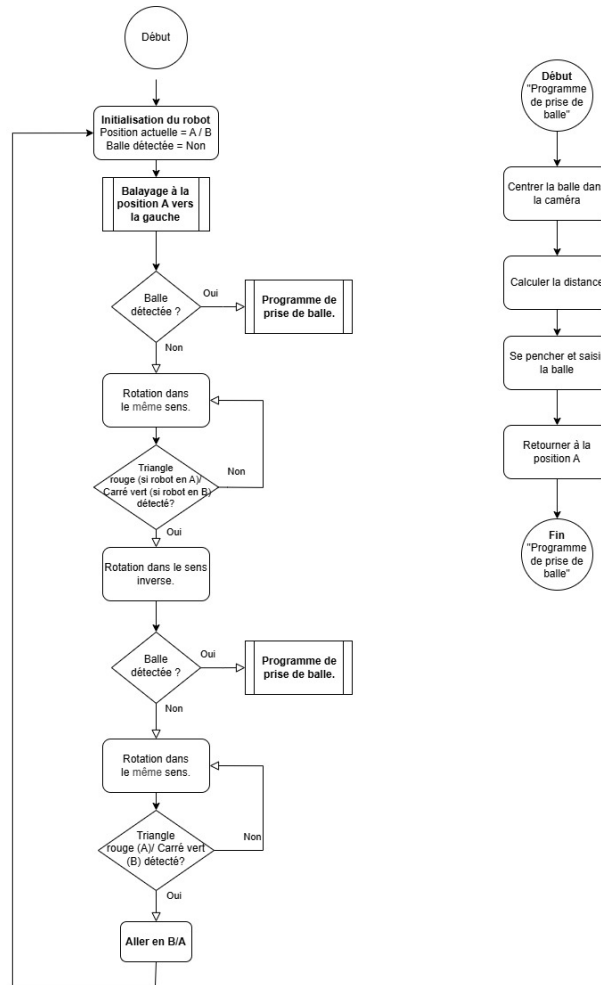 Début
Initialisation du robot
Position actuelle = A / B
Balle détectée = Non
Balayage à la
position A vers
la gauche
Balle
détectée ?
Oui
Programme de
prise de balle.
Non
Rotation dans
le même sens.
Triangle
rouge (si robot en A)/
Carré vert (si robot en B)
détecté?
Non
Oui
Rotation dans le sens
inverse.
Balle
détectée ?
Oui
Programme de
prise de balle.
Non
Rotation dans
le même sens.
Triangle
rouge (A)/ Carré vert
(B) détecté?
Non
Oui
Aller en B/A
Début
"Programme
de prise de
balle"
Centrer la balle dan
la caméra
Calculer la distance
Se pencher et saisi
la balle
Retourner à la
position A
Fin
"Programme
de prise de
balle"